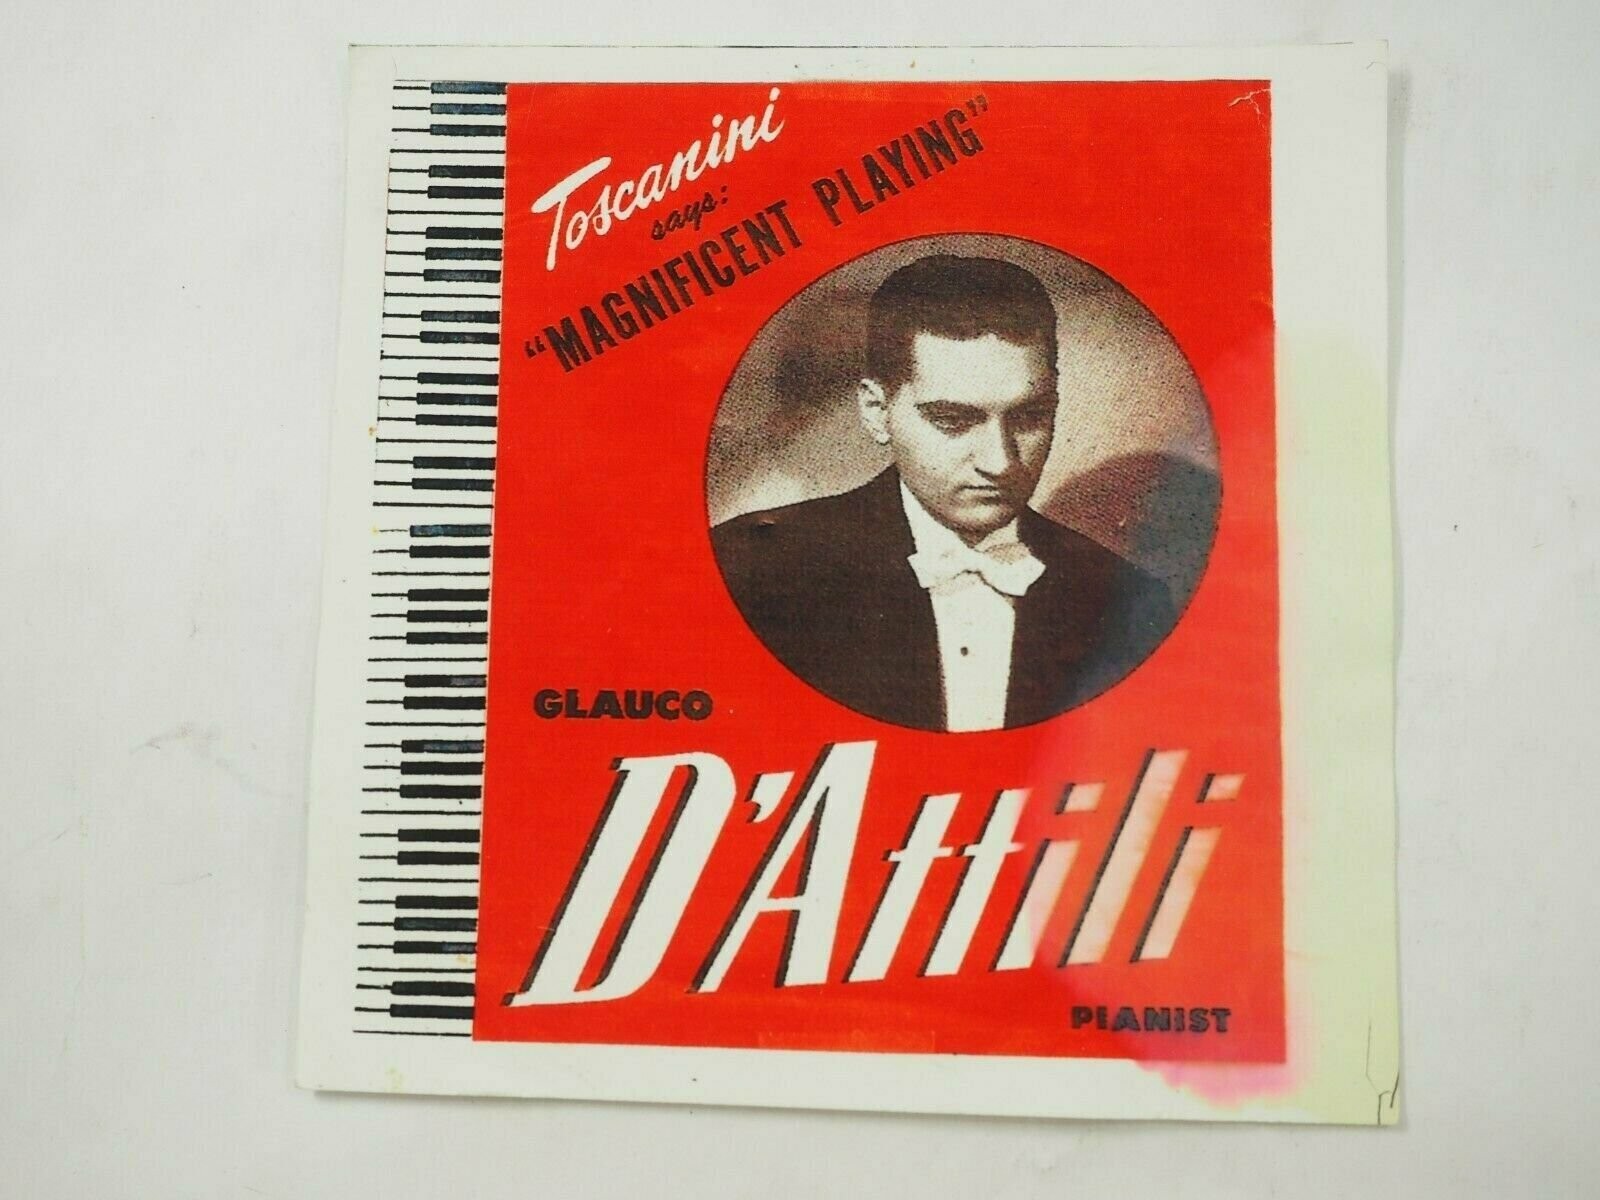 Toscanini
says:
“MAGNIFICENT PLAYING”
GLAUCO
D'Attili
PIANIST